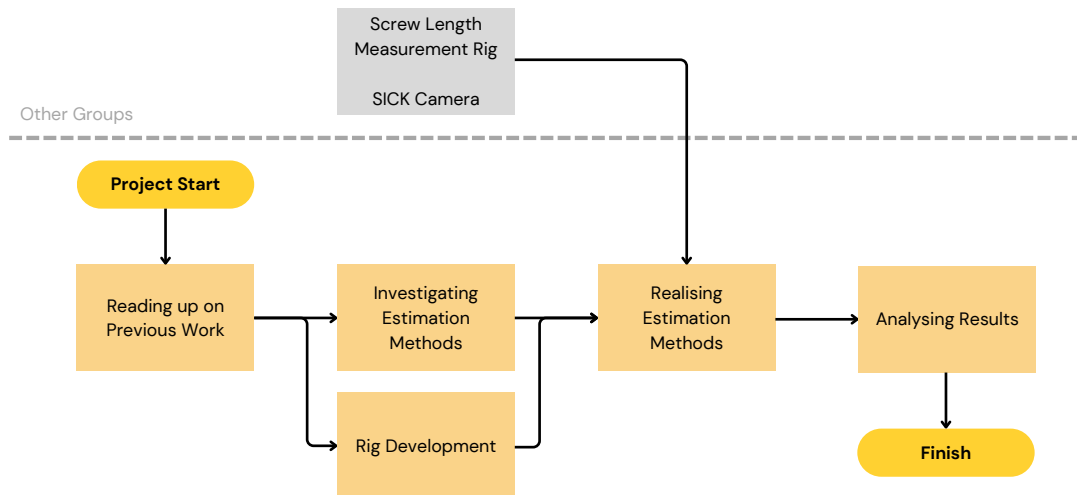 Screw Length
Measurement Rig
SICK Camera
Other Groups
Project Start
Reading up on
Previous Work
Investigating
Estimation
Methods
Rig Development
Realising
Estimation
Methods
Analysing Results
Finish